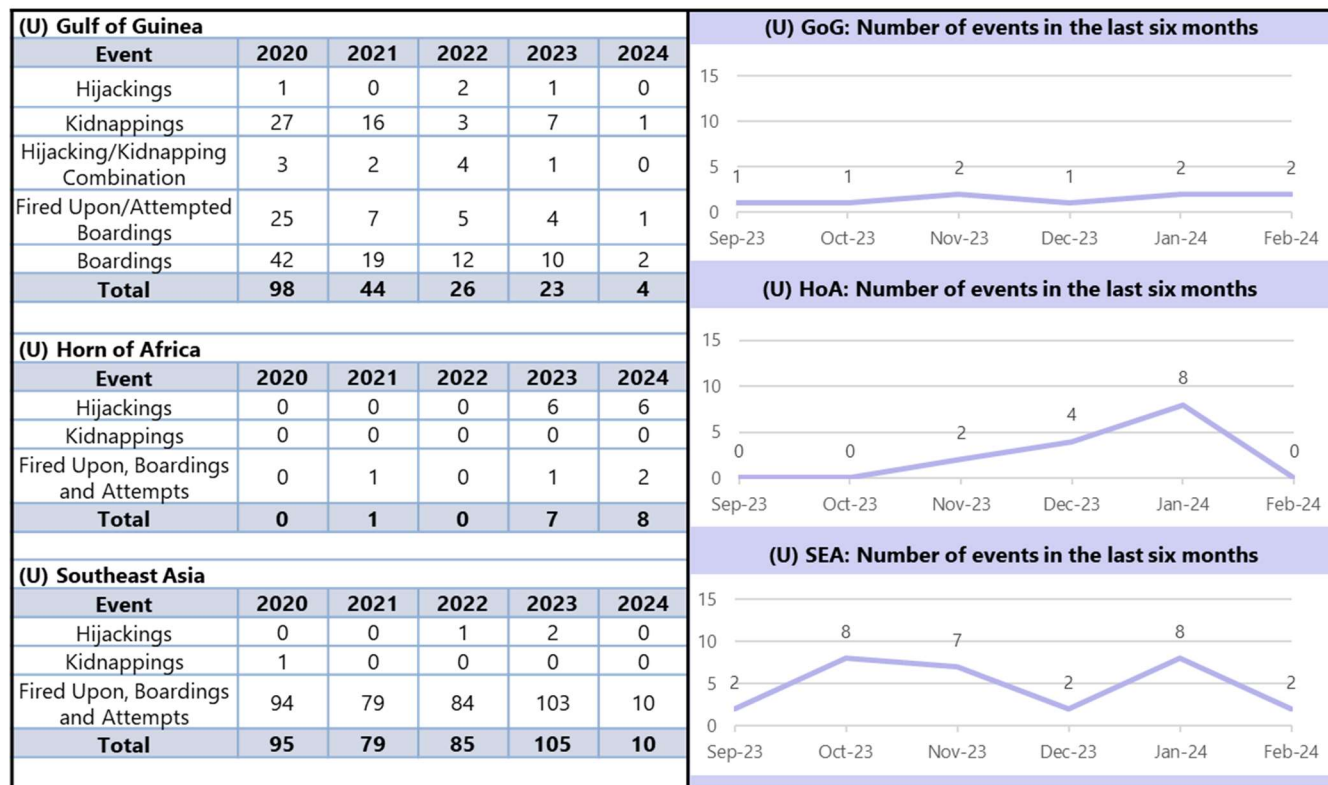 (U) Gulf of Guinea
Event 2020 2021 2022 2023 2024
Hijackings 1 0 2 1 0
Kidnappings 27 16 3 7 1
Hijacking/Kidnapping
Combination 3 2 4 1 0
Fired Upon/Attempted
Boardings 25 7 5 4 1
Boardings 42 19 12 10 2
Total 98 44 26 23 4
(U) Horn of Africa
Event 2020 2021 2022 2023 2024
Hijackings 0 0 0 6 6
Kidnappings 0 0 0 0 0
Fired Upon, Boardings
and Attempts 0 1 0 1 2
Total 0 1 0 7 8
(U) Southeast Asia
Event 2020 2021 2022 2023 2024
Hijackings 0 0 1 2 0
Kidnappings 1 0 0 0 0
Fired Upon, Boardings
and Attempts 94 79 84 103 10
Total 95 79 85 105 10
(U) GoG: Number of events in the last six months
15
10
5
0
1 1 2 1 2 2
Sep-23 Oct-23 Nov-23 Dec-23 Jan-24 Feb-24
(U) HoA: Number of events in the last six months
15
10
5
0
0 0 2 4 8 0
Sep-23 Oct-23 Nov-23 Dec-23 Jan-24 Feb-24
(U) SEA: Number of events in the last six months
15
10
5
0
2 8 7 2 8 2
Sep-23 Oct-23 Nov-23 Dec-23 Jan-24 Feb-24